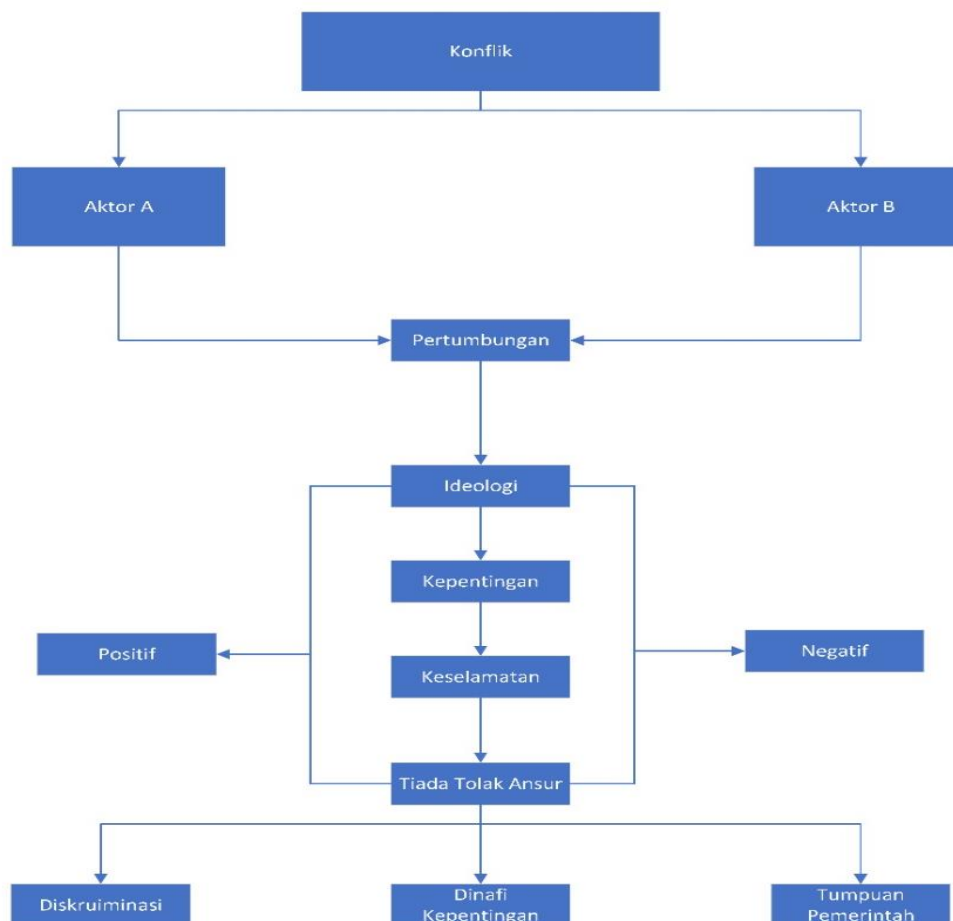 Konflik
Aktor A
Aktor B
Pertumbungan
Ideologi
Kepentingan
Positif
Keselamatan
Negatif
Tiada Tolak Ansur
Diskruiminasi
Dinafi
Kepentingan
Tumpuan
Pemerintah